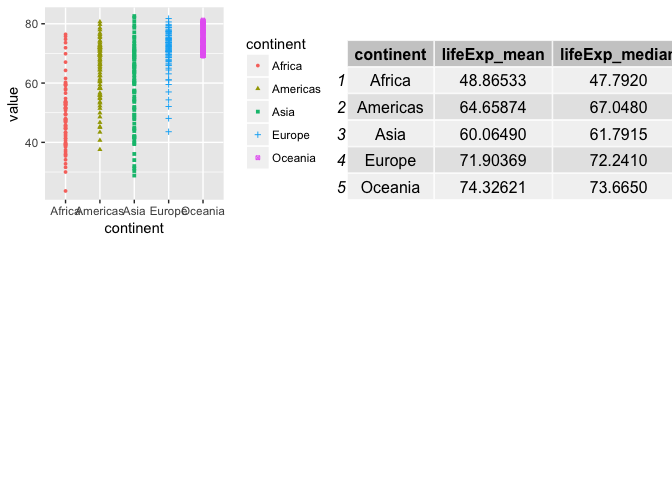 80
60
40
value
Africa Americas Asia Europe Oceania
continent
continent
Africa
Americas
Asia
Europe
Oceania
continent lifeExp_mean lifeExp_median
1 Africa 48.86533 47.7920
2 Americas 64.65874 67.0480
3 Asia 60.06490 61.7915
4 Europe 71.90369 72.2410
5 Oceania 74.32621 73.6650